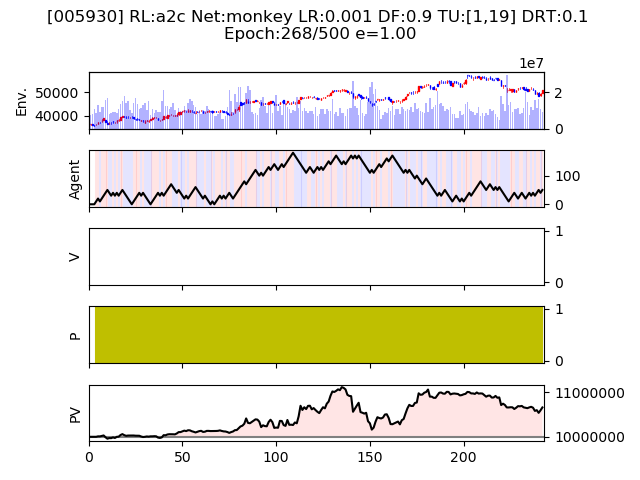 [005930] RL:a2c Net:monkey LR:0.001 DF:0.9 TU:[1,19] DRT:0.1
Epoch:268/500 e=1.00
1e7
Env.
50000
40000
2
0
Agent
100
0
V
1
0
P
1
0
PV
11000000
10000000
0 50 100 150 200